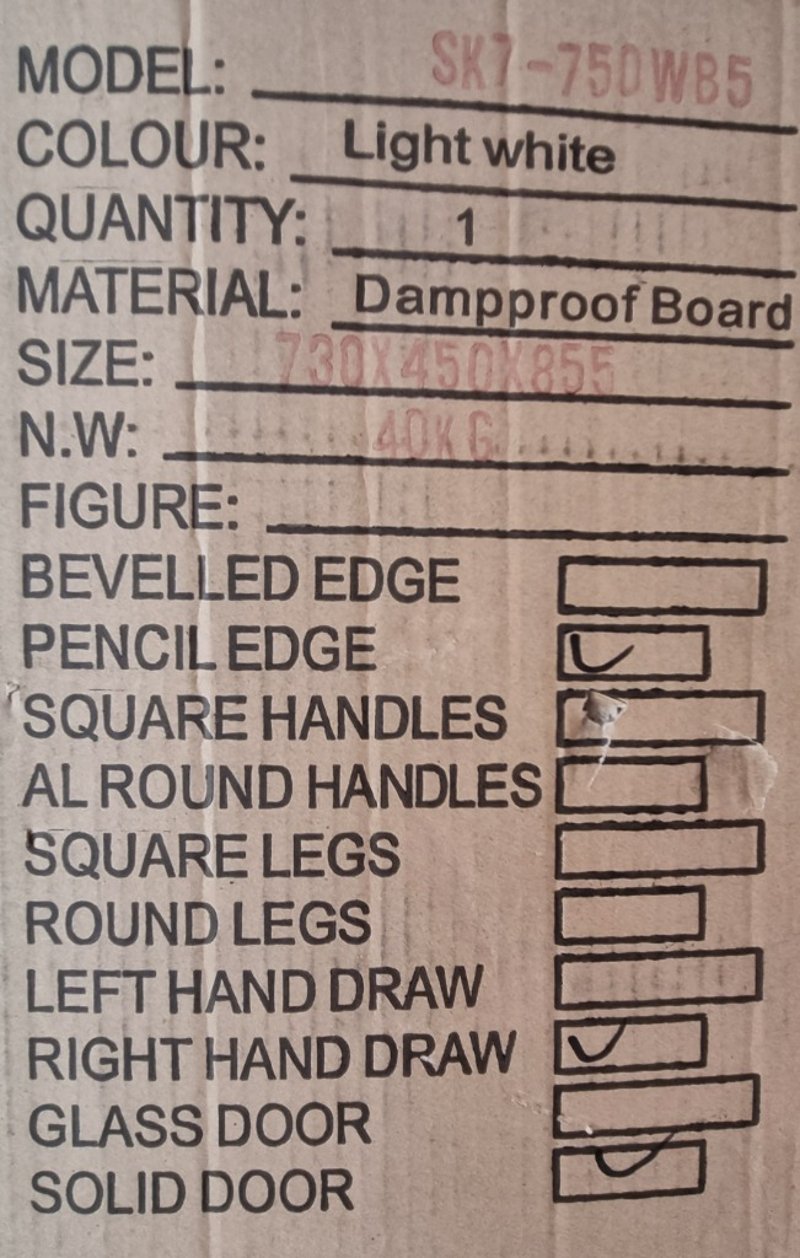 MODEL: SK7-750WB5
COLOUR: Light white
QUANTITY: 1
MATERIAL: Dampproof Board
SIZE: 730X450X855
N.W: 40KG
FIGURE:
BEVELLED EDGE
PENCIL EDGE
SQUARE HANDLES
AL ROUND HANDLES
SQUARE LEGS
ROUND LEGS
LEFT HAND DRAW
RIGHT HAND DRAW
GLASS DOOR
SOLID DOOR